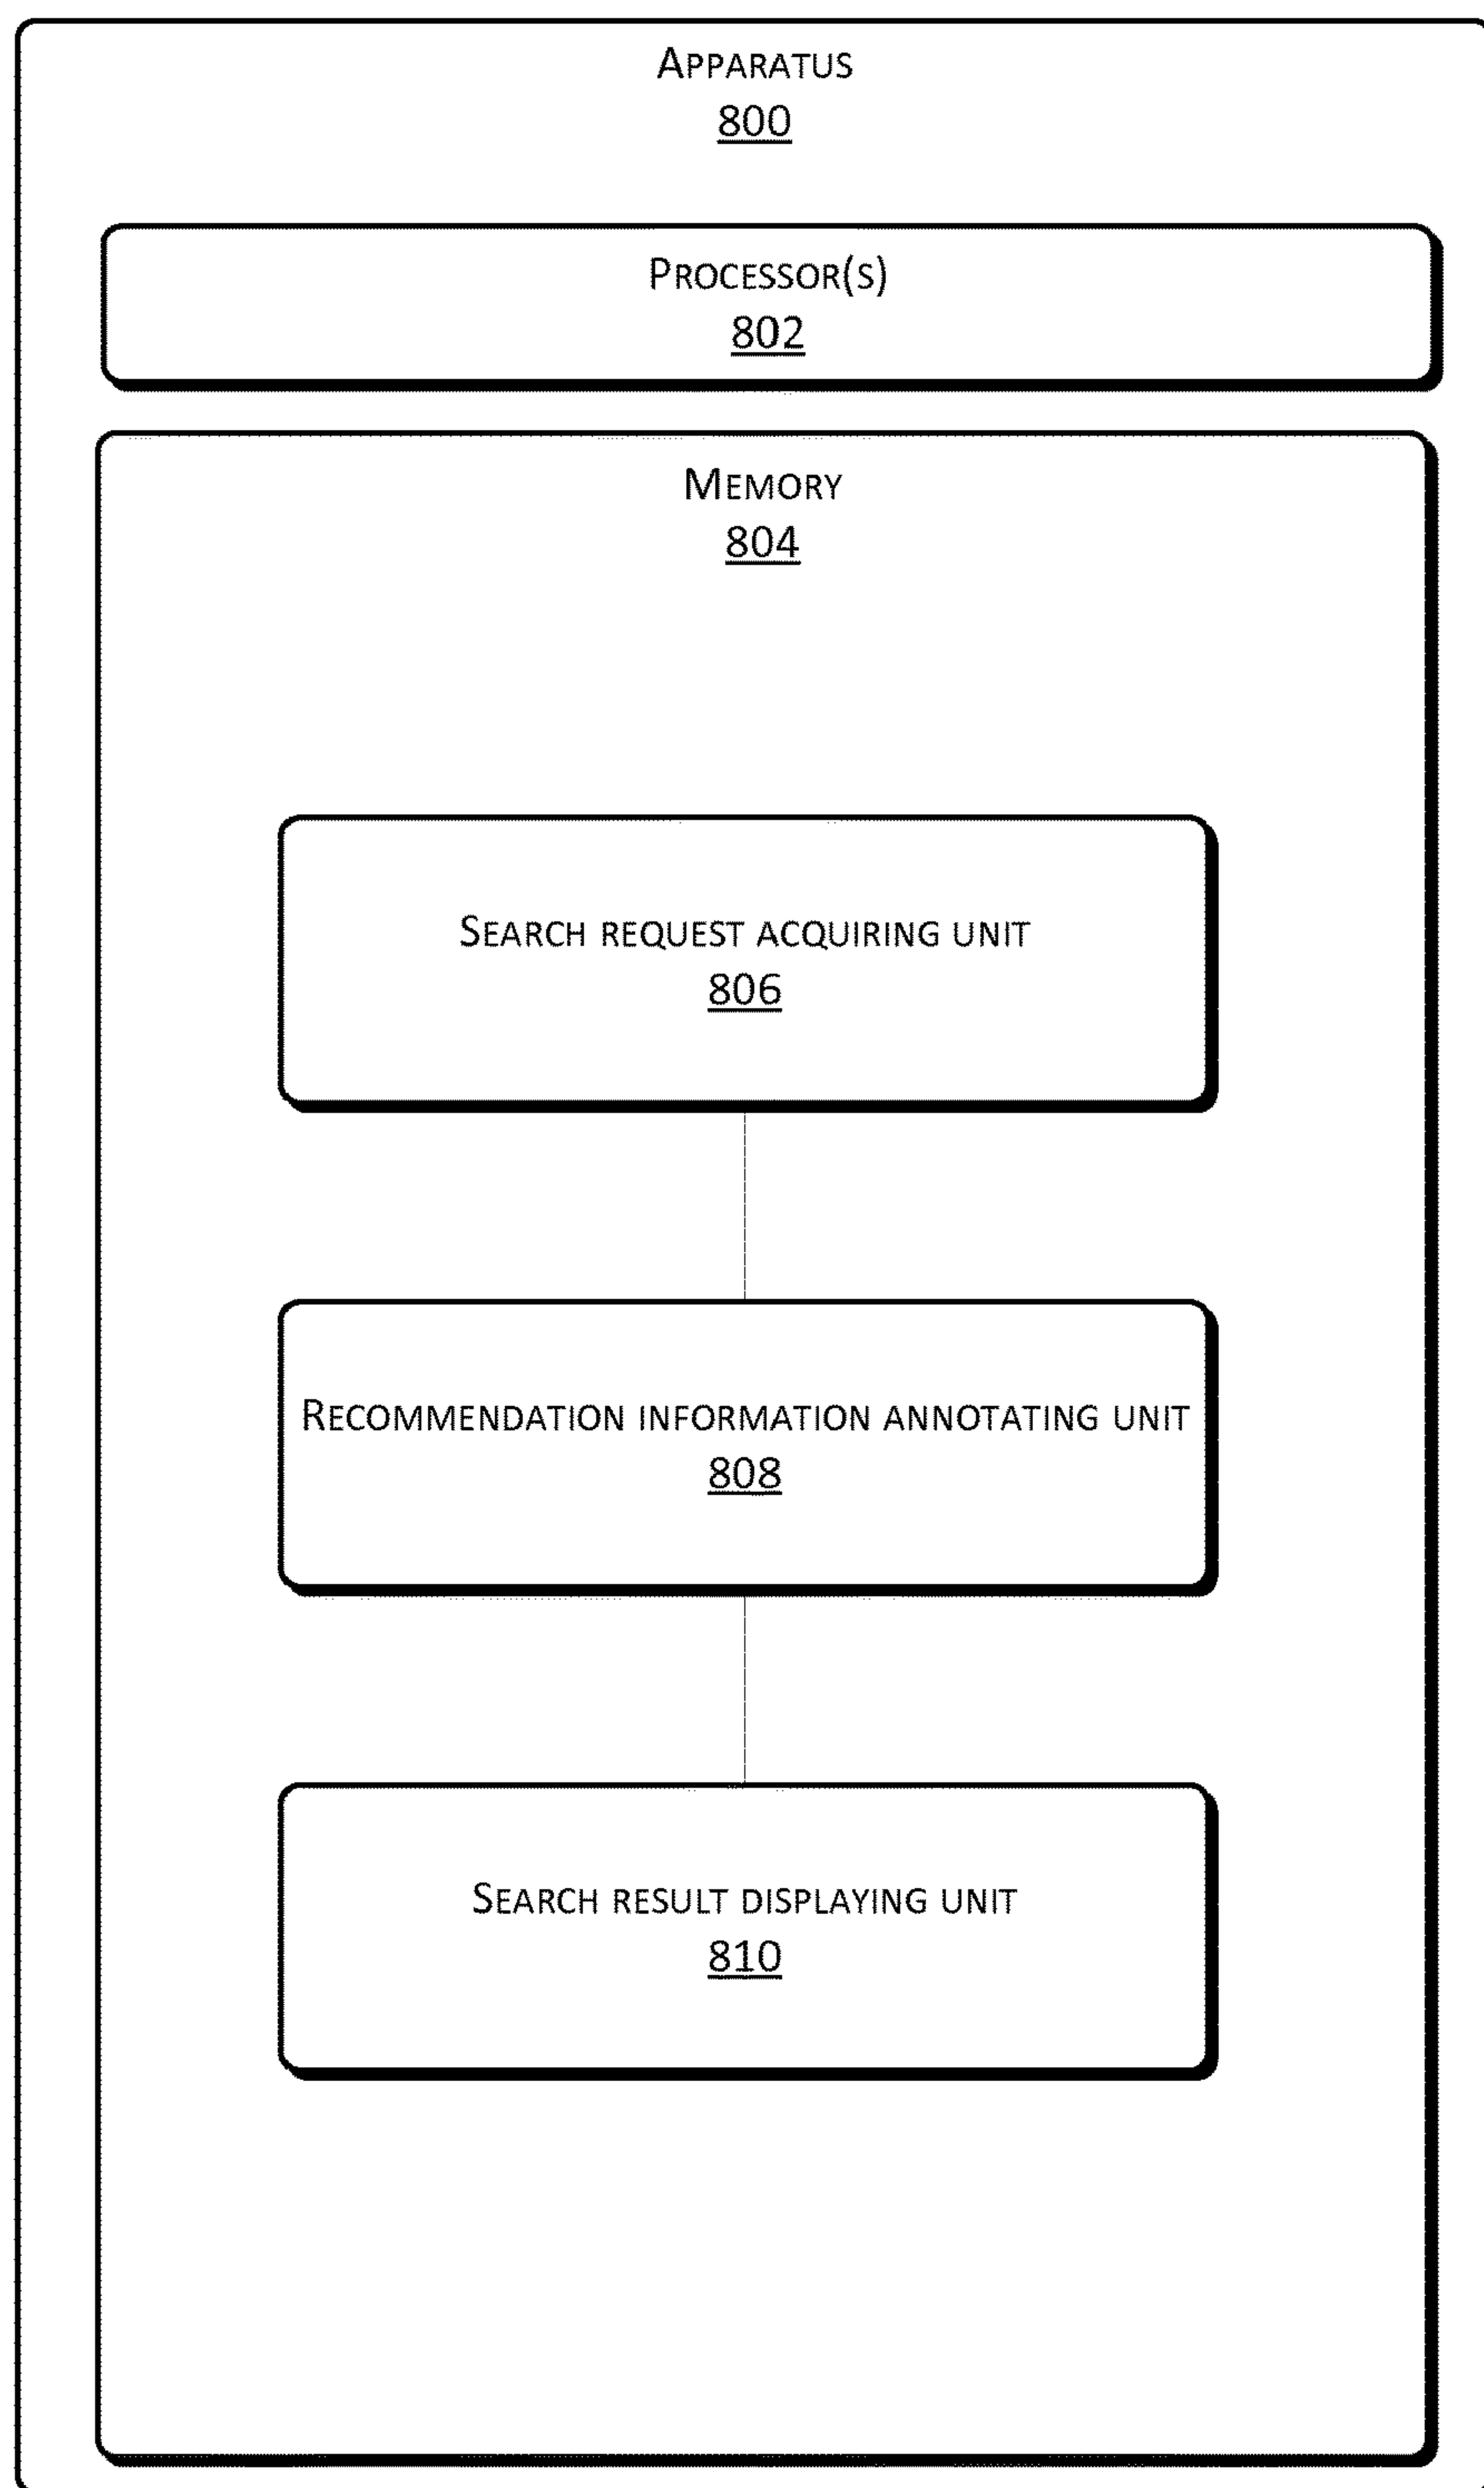 APPARATUS
800
PROCESSOR(S)
802
MEMORY
804
SEARCH REQUEST ACQUIRING UNIT
806
RECOMMENDATION INFORMATION ANNOTATING UNIT
808
SEARCH RESULT DISPLAYING UNIT
810